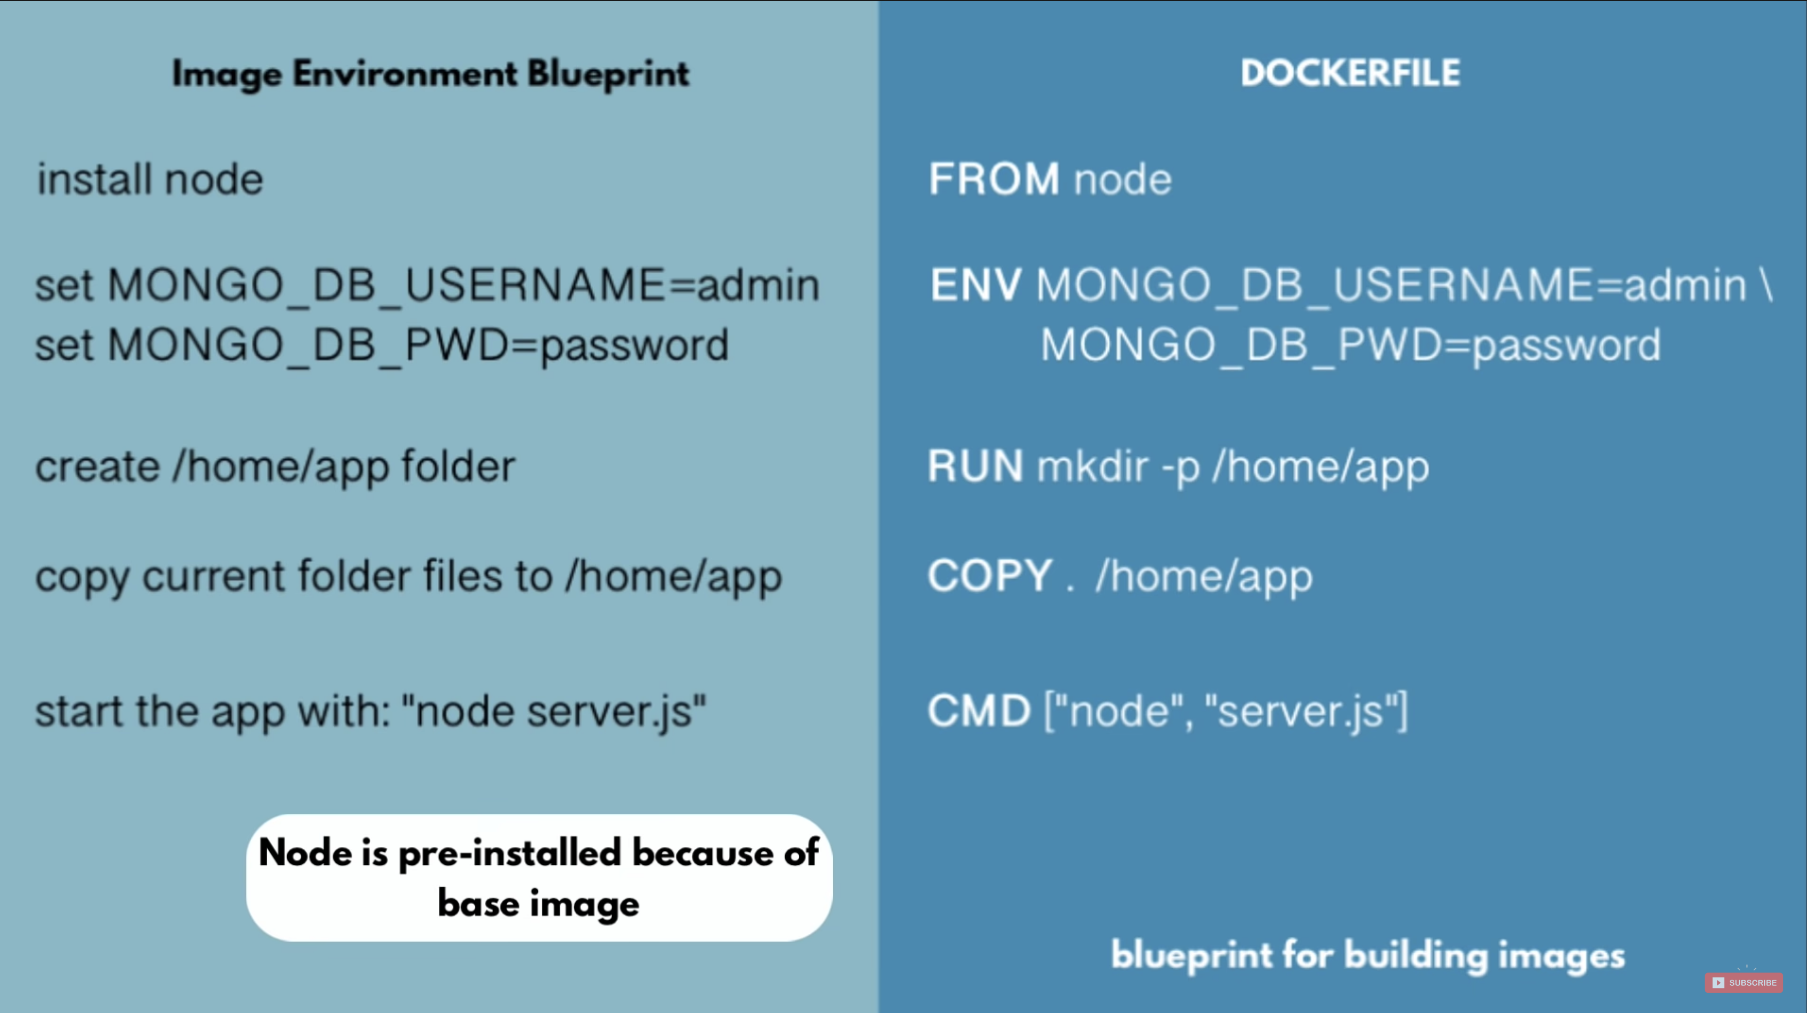 Image Environment Blueprint
install node
set MONGO_DB_USERNAME=admin
set MONGO_DB_PWD=password
create /home/app folder
copy current folder files to /home/app
start the app with: "node server.js"
Node is pre-installed because of
base image
DOCKERFILE
FROM node
ENV MONGO_DB_USERNAME=admin \
MONGO_DB_PWD=password
RUN mkdir -p /home/app
COPY . /home/app
CMD ["node", "server.js"]
blueprint for building images
SUBSCRIBE